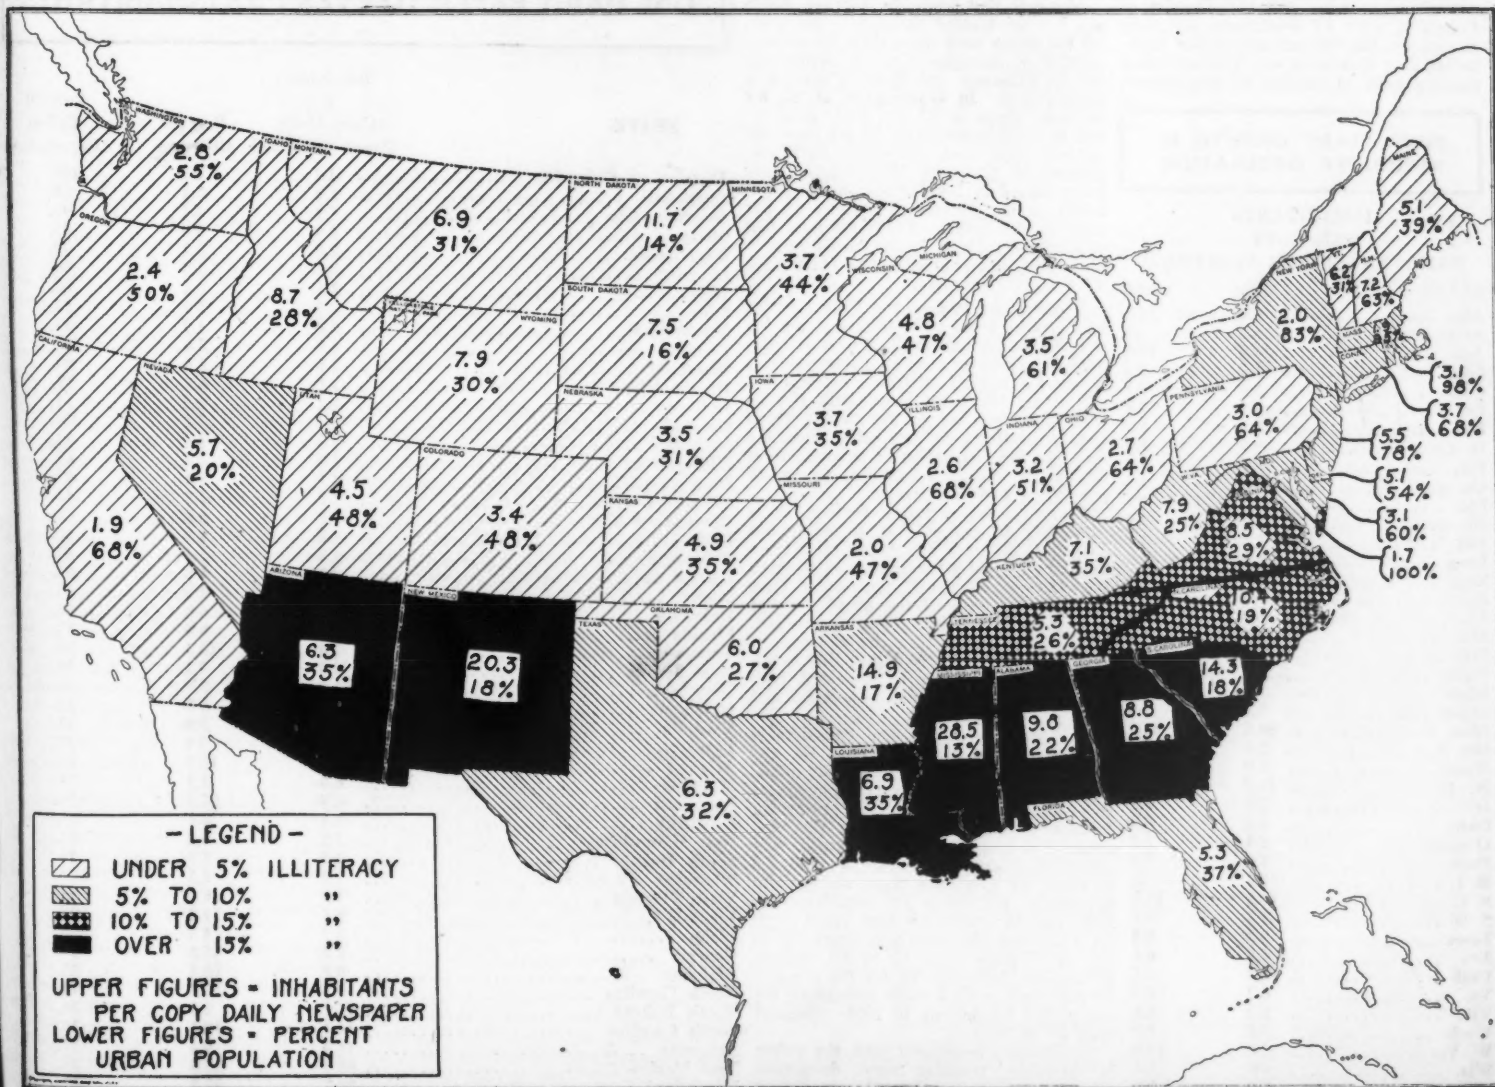 WASHINGTON
2.8
55%
OREGON
2.4
50%
CALIFORNIA
1.9
68%
IDAHO
8.7
28%
NEVADA
5.7
20%
MONTANA
6.9
31%
YELLOWSTONE
NATIONAL PARK
WYOMING
7.9
30%
UTAH
4.5
48%
COLORADO
3.4
48%
ARIZONA
6.3
35%
NEW MEXICO
20.3
18%
NORTH DAKOTA
11.7
14%
SOUTH DAKOTA
7.5
16%
NEBRASKA
3.5
31%
KANSAS
4.9
35%
OKLAHOMA
6.0
27%
TEXAS
6.3
32%
MINNESOTA
3.7
44%
IOWA
3.7
35%
MISSOURI
2.0
47%
ARKANSAS
14.9
17%
LOUISIANA
6.9
35%
WISCONSIN
4.8
47%
MICHIGAN
3.5
61%
ILLINOIS
2.6
68%
INDIANA
3.2
51%
OHIO
2.7
64%
KENTUCKY
7.1
35%
TENNESSEE
5.3
26%
MISSISSIPPI
28.5
13%
ALABAMA
9.8
22%
GEORGIA
8.8
25%
FLORIDA
5.3
37%
S. CAROLINA
14.3
18%
N. CAROLINA
10.4
19%
8.5
29%
W. VA.
7.9
25%
PENNSYLVANIA
3.0
64%
NEW YORK
2.0
83%
VT.
6.2
31%
N.H.
7.2
63%
MAINE
5.1
39%
MASS.
CONN.
3.1
98%
3.7
68%
5.5
78%
5.1
54%
3.1
60%
1.7
100%
- LEGEND -
UNDER 5% ILLITERACY
5% TO 10% "
10% TO 15% "
OVER 15% "
UPPER FIGURES = INHABITANTS
PER COPY DAILY NEWSPAPER
LOWER FIGURES = PERCENT
URBAN POPULATION